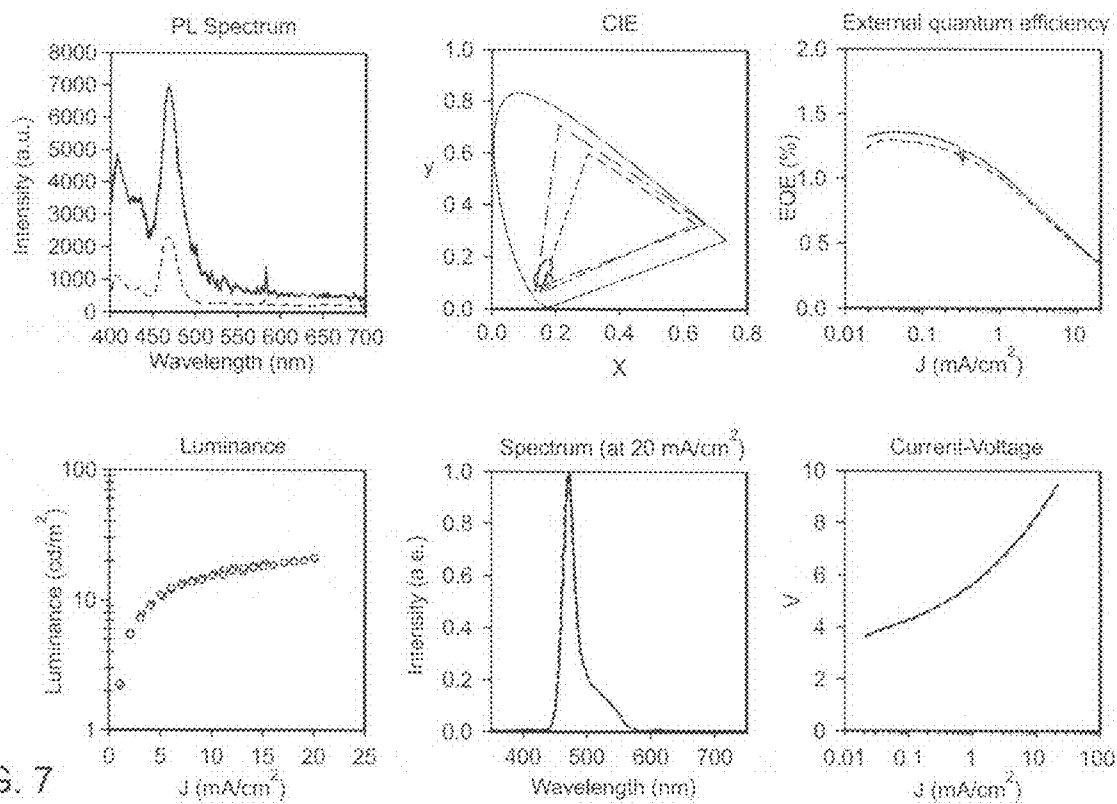 PL Spectrum
8000
7000
6000
5000
4000
3000
2000
1000
0
Intensity (a.u.)
400 450 500 550 600 650 700
Wavelength (nm)
CIE
1.0
0.8
0.6
0.4
0.2
0.0
y
0.0 0.2 0.4 0.6 0.8
X
External quantum efficiency
2.0
1.5
1.0
0.5
0.0
EQE (%)
0.01 0.1 1 10
J (mA/cm2)
Luminance
100
10
1
Luminance (cd/m2)
0 5 10 15 20 25
J (mA/cm2)
Spectrum (at 20 mA/cm2)
1.0
0.8
0.6
0.4
0.2
0.0
Intensity (a.e.)
400 500 600 700
Wavelength (nm)
Current-Voltage
10
8
6
4
2
0
V
0.01 0.1 1 10 100
J (mA/cm2)
G. 7